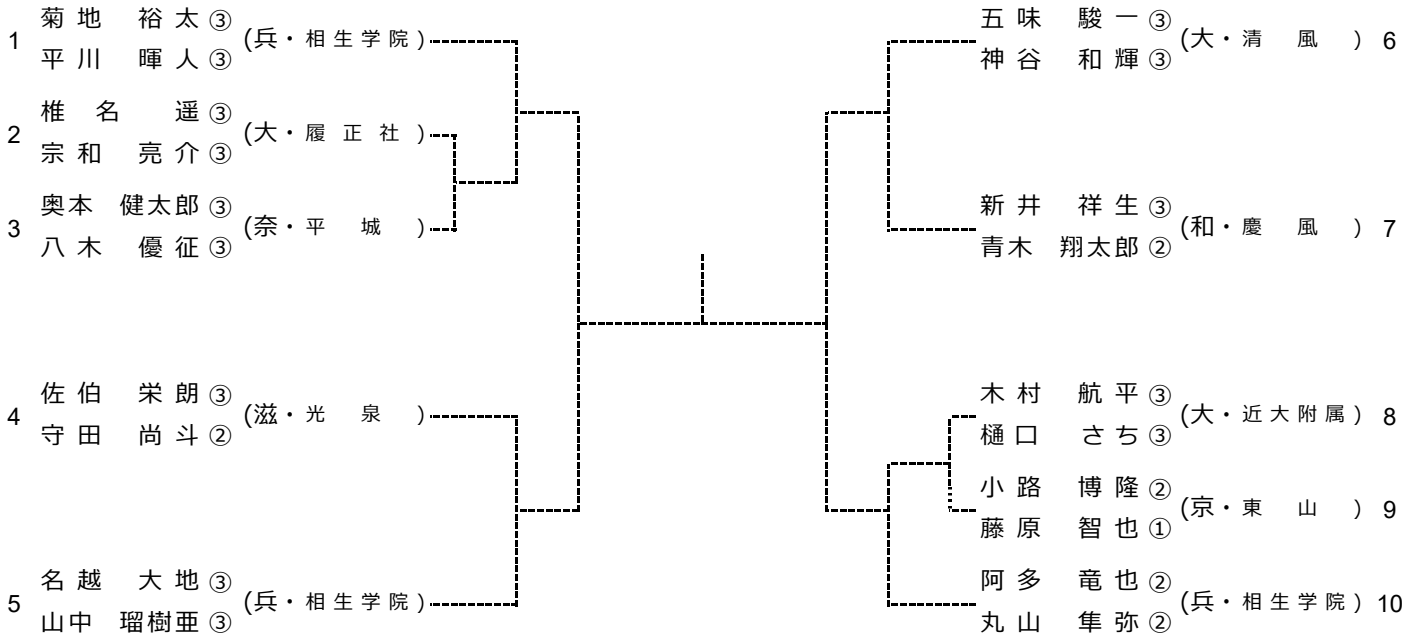 1 菊地 裕太 ③ (兵・相生学院)
平川 暉人 ③
2 椎名 遥 ③ (大・履正社)
宗和 亮介 ③
3 奥本 健太郎 ③ (奈・平城)
八木 優征 ③
4 佐伯 栄朗 ③ (滋・光泉)
守田 尚斗 ②
5 名越 大地 ③ (兵・相生学院)
山中 瑠樹亜 ③
五味 駿一 ③ (大・清風) 6
神谷 和輝 ③
新井 祥生 ③ (和・慶風) 7
青木 翔太郎 ②
木村 航平 ③ (大・近大附属) 8
樋口 さち ③
小路 博隆 ② (京・東山) 9
藤原 智也 ①
阿多 竜也 ② (兵・相生学院) 10
丸山 隼弥 ②